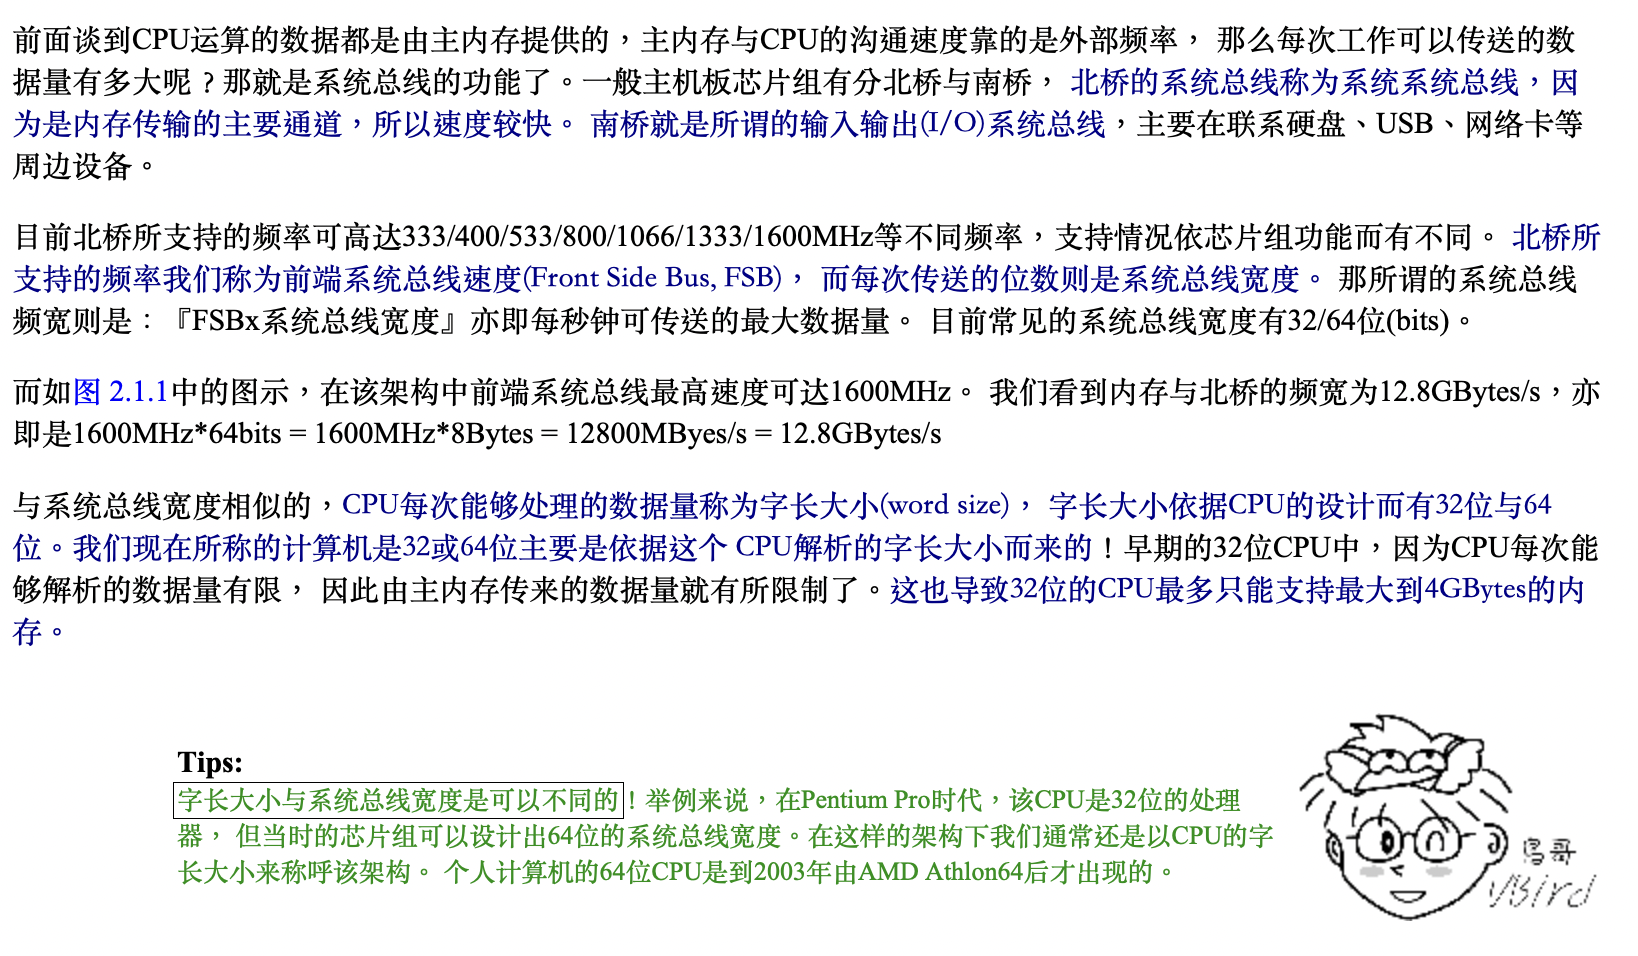 前面谈到CPU运算的数据都是由主内存提供的，主内存与CPU的沟通速度靠的是外部频率， 那么每次工作可以传送的数
据量有多大呢？那就是系统总线的功能了。一般主机板芯片组有分北桥与南桥， 北桥的系统总线称为系统系统总线，因
为是内存传输的主要通道，所以速度较快。 南桥就是所谓的输入输出(I/O)系统总线，主要在联系硬盘、USB、网络卡等
周边设备。
目前北桥所支持的频率可高达333/400/533/800/1066/1333/1600MHz等不同频率，支持情况依芯片组功能而有不同。 北桥所
支持的频率我们称为前端系统总线速度(Front Side Bus, FSB)， 而每次传送的位数则是系统总线宽度。 那所谓的系统总线
频宽则是：『FSBx系统总线宽度』亦即每秒钟可传送的最大数据量。 目前常见的系统总线宽度有32/64位(bits)。
而如图 2.1.1中的图示，在该架构中前端系统总线最高速度可达1600MHz。 我们看到内存与北桥的频宽为12.8GBytes/s，亦
即是1600MHz*64bits = 1600MHz*8Bytes = 12800MByes/s = 12.8GBytes/s
与系统总线宽度相似的，CPU每次能够处理的数据量称为字长大小(word size)， 字长大小依据CPU的设计而有32位与64
位。我们现在所称的计算机是32或64位主要是依据这个 CPU解析的字长大小而来的！早期的32位CPU中，因为CPU每次能
够解析的数据量有限， 因此由主内存传来的数据量就有所限制了。这也导致32位的CPU最多只能支持最大到4GBytes的内
存。
Tips:
字长大小与系统总线宽度是可以不同的！举例来说，在Pentium Pro时代，该CPU是32位的处理
器， 但当时的芯片组可以设计出64位的系统总线宽度。在这样的架构下我们通常还是以CPU的字
长大小来称呼该架构。 个人计算机的64位CPU是到2003年由AMD Athlon64后才出现的。
鸟哥
VBird